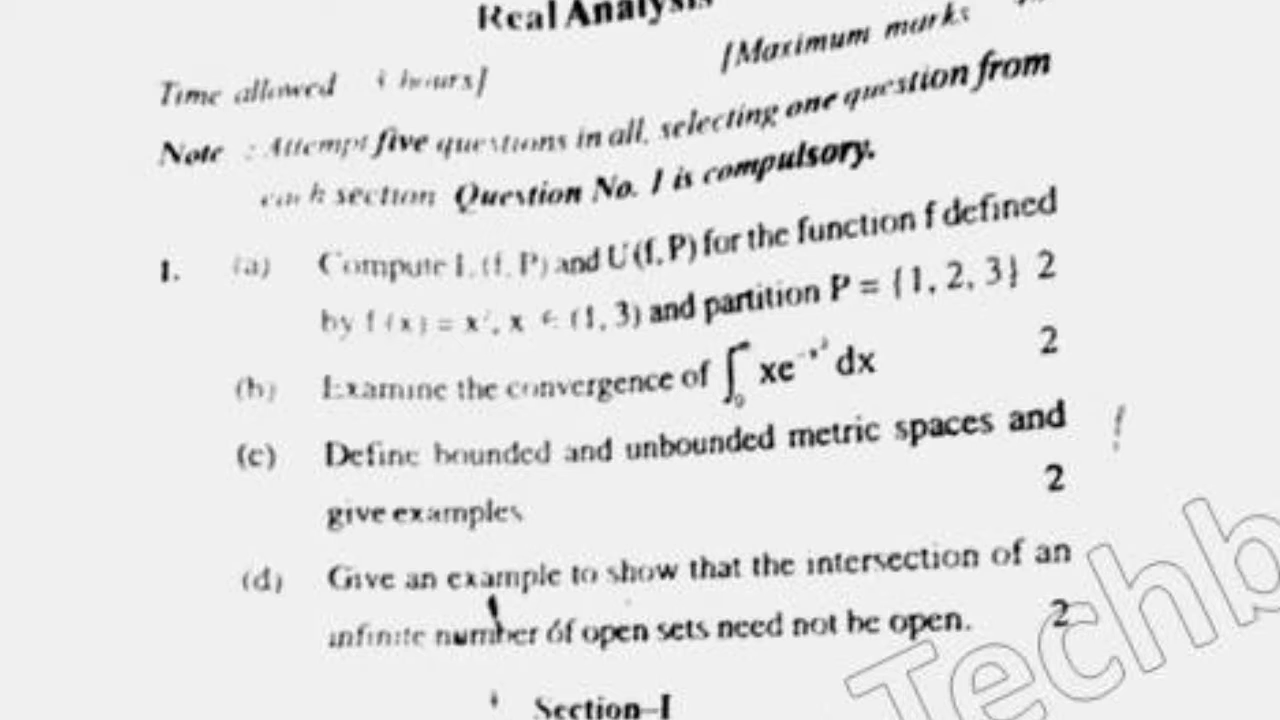 Real Analysis
Time allowed hours] [Maximum marks
Note : Attempt five questions in all, selecting one question from
each section Question No. 1 is compulsory.
1. (a) Compute L (f, P) and U (f, P) for the function f defined
by f (x) = x², x ∈ (1, 3) and partition P = {1, 2, 3} 2
(b) Examine the convergence of ∫₀^∞ xe^(-x²) dx 2
(c) Define bounded and unbounded metric spaces and
give examples 2
(d) Give an example to show that the intersection of an
infinite number of open sets need not be open. 2
Section–I
Techb